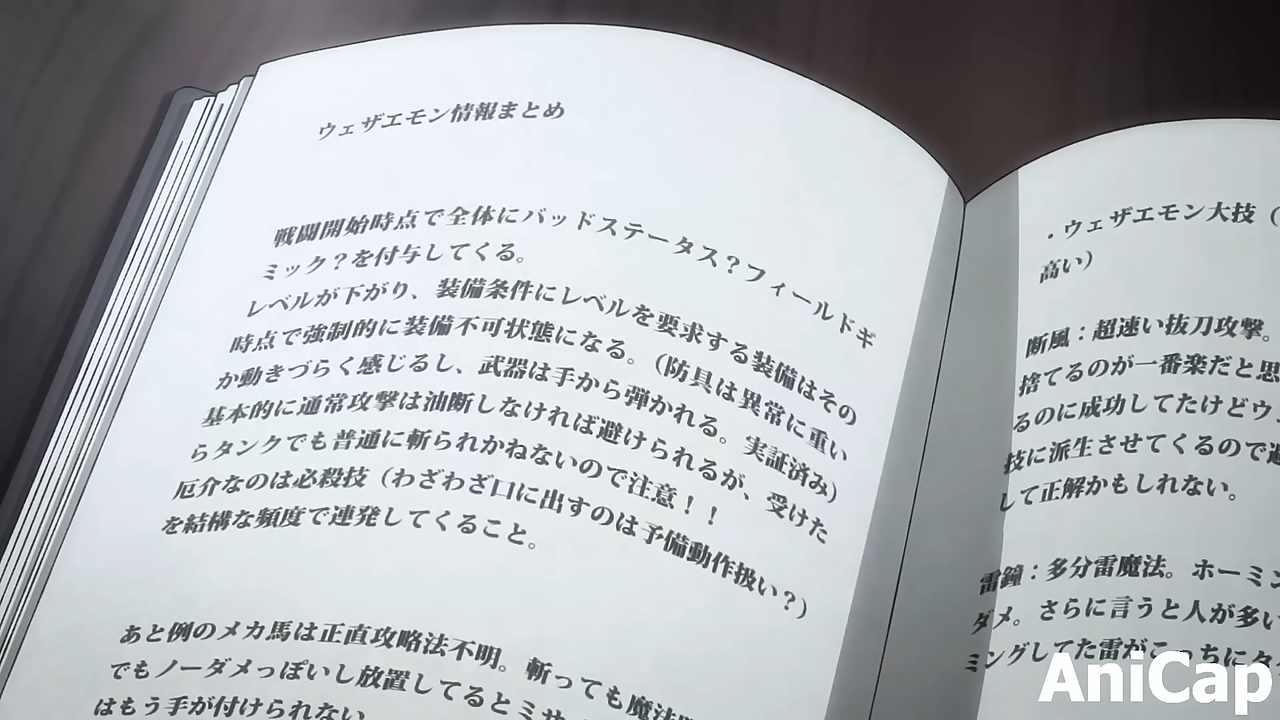 ウェザエモン情報まとめ
戦闘開始時点で全体にバッドステータス?フィールドギ
ミック?を付与してくる。
レベルが下がり、装備条件にレベルを要求する装備はその
時点で強制的に装備不可状態になる。(防具は異常に重い
か動きづらく感じるし、武器は手から弾かれる。実証済み)
基本的に通常攻撃は油断しなければ避けられるが、受けた
らタンクでも普通に斬られかねないので注意!!
厄介なのは必殺技(わざわざ口に出すのは予備動作扱い?)
を結構な頻度で連発してくること。
あと例のメカ馬は正直攻略法不明。斬っても魔法
でもノーダメっぽいし放置してるとミサ
はもう手が付けられない
・ウェザエモン大技(
高い)
断風:超速い抜刀攻撃。
捨てるのが一番楽だと思
るのに成功してたけどウ
技に派生させてくるので
して正解かもしれない。
雷鐘:多分雷魔法。ホーミン
ダメ。さらに言うと人が多い
ミングしてた雷がこっちにタ
AniCap